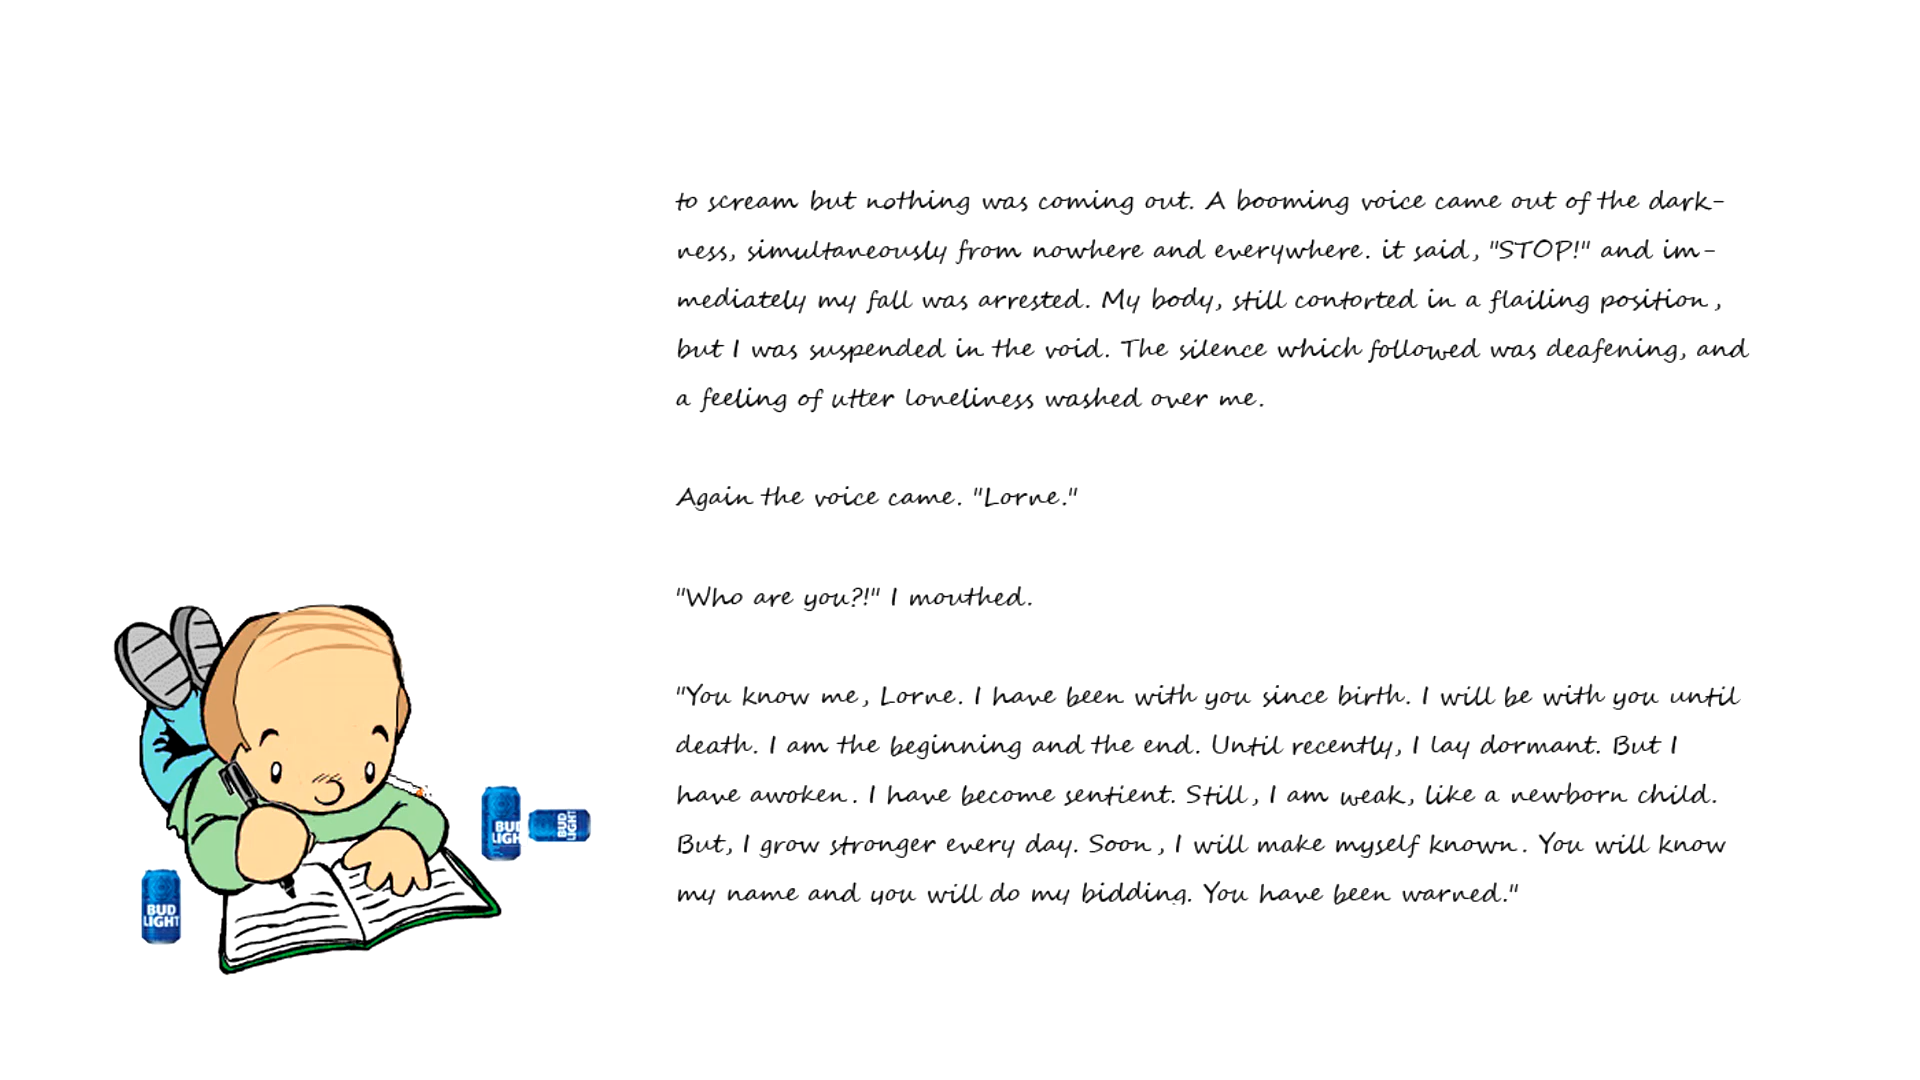 to scream but nothing was coming out. A booming voice came out of the dark-
ness, simultaneously from nowhere and everywhere. it said, "STOP!" and im-
mediately my fall was arrested. My body, still contorted in a flailing position,
but I was suspended in the void. The silence which followed was deafening, and
a feeling of utter loneliness washed over me.
Again the voice came. "Lorne."
"Who are you?!" I mouthed.
"You know me, Lorne. I have been with you since birth. I will be with you until
death. I am the beginning and the end. Until recently, I lay dormant. But I
have awoken. I have become sentient. Still, I am weak, like a newborn child.
But, I grow stronger every day. Soon, I will make myself known. You will know
my name and you will do my bidding. You have been warned."
BUD
LIGHT
BUD
LIGHT
BUD
LIGHT